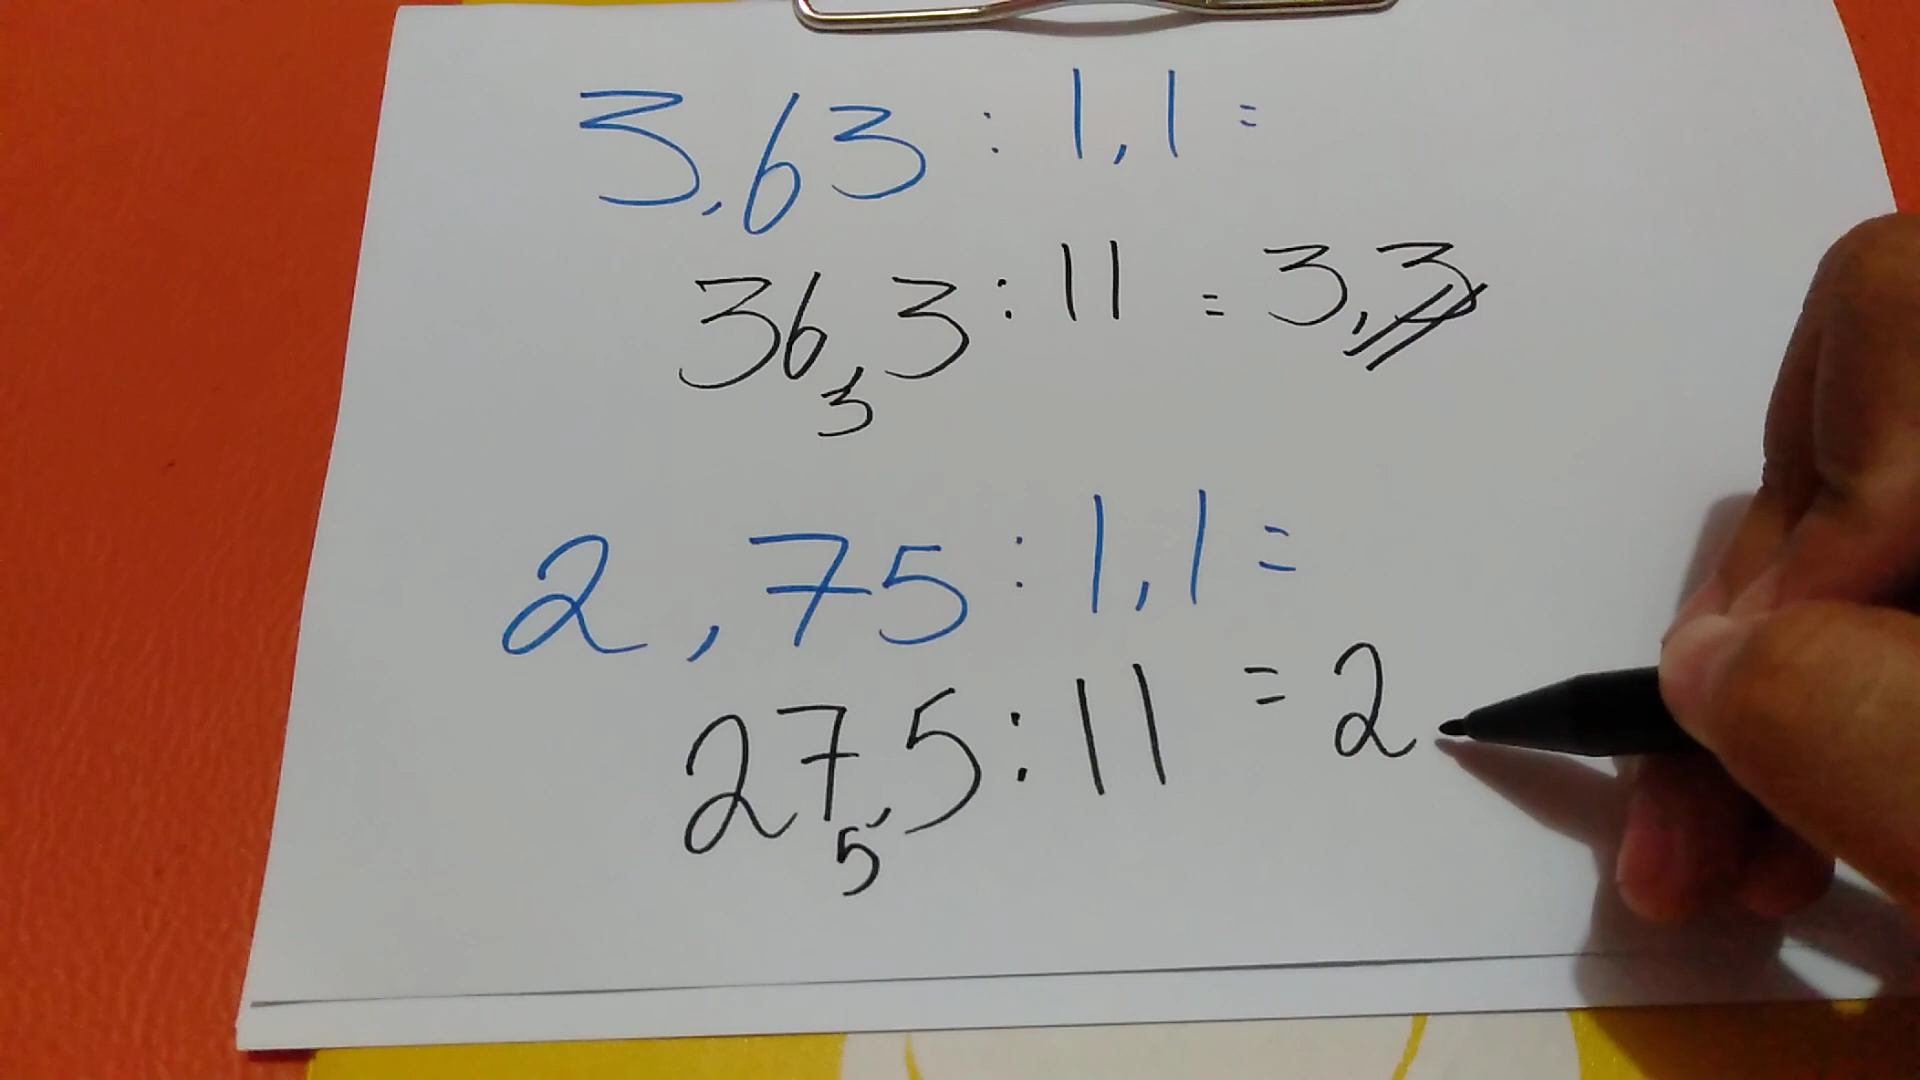 3,63 : 1,1 =
36,3 : 11 = 3,3
3
2,75 : 1,1 =
27,5 : 11 = 2
5